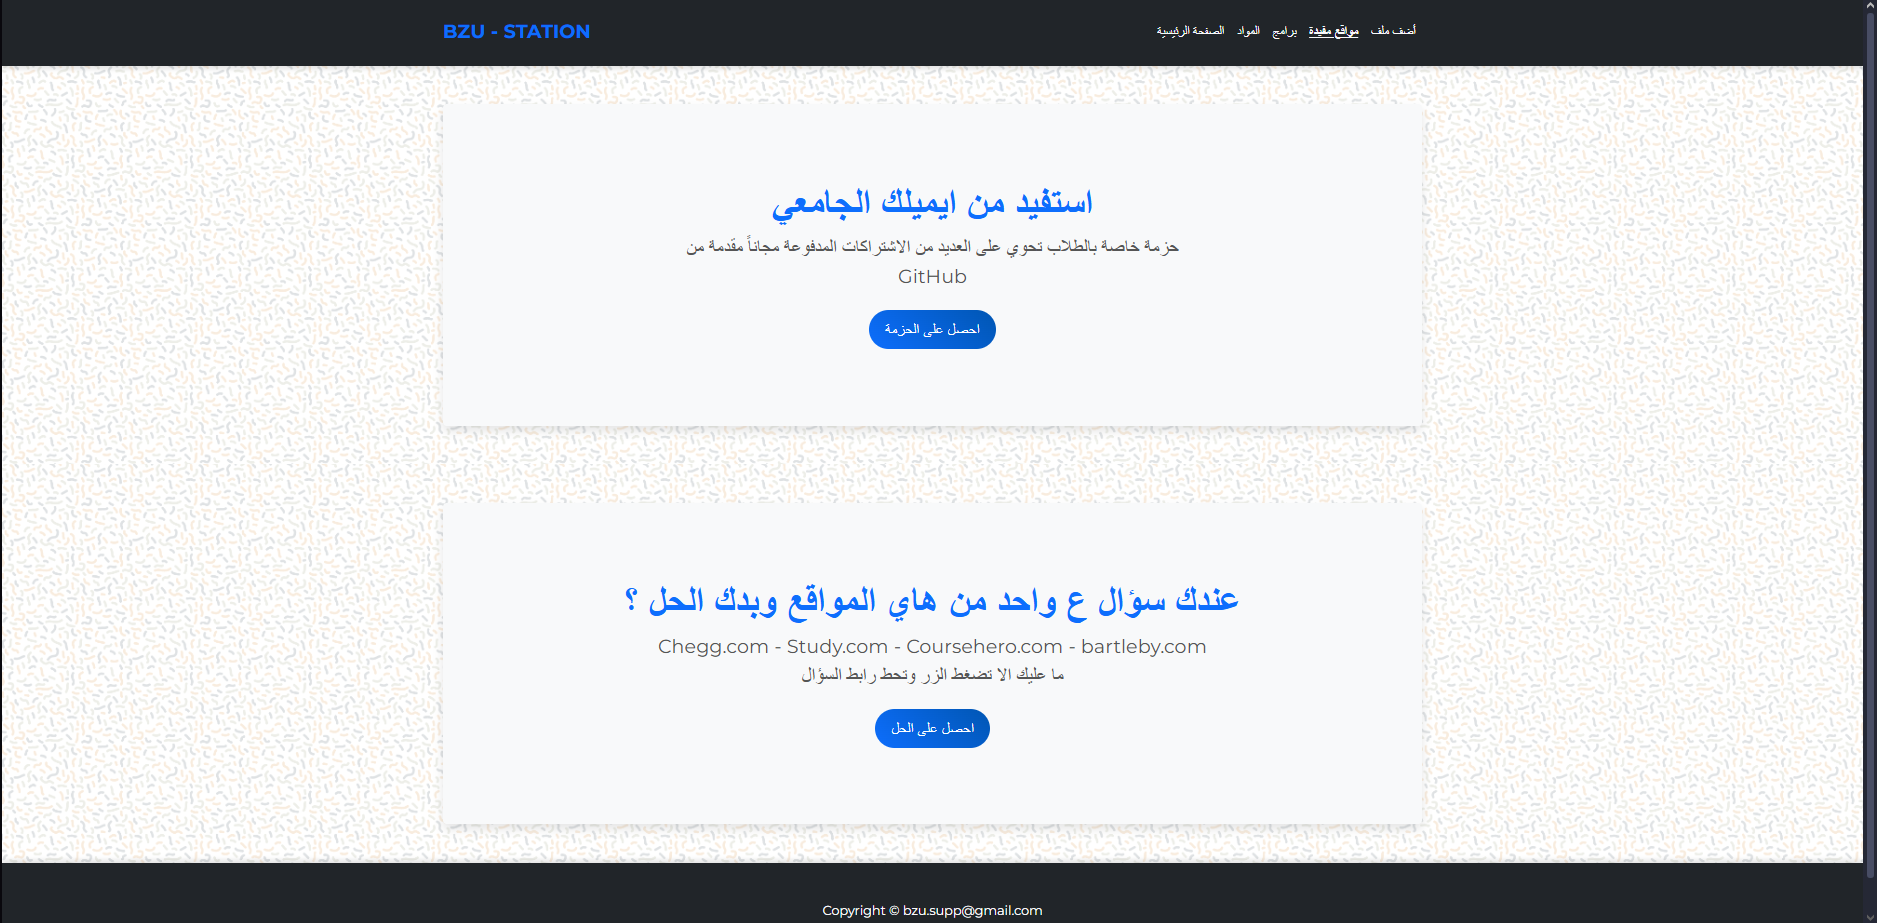 BZU - STATION
الصفحة الرئيسية المواد برامج مواقع مفيدة أضف ملف
استفيد من ايميلك الجامعي
حزمة خاصة بالطلاب تحوي على العديد من الاشتراكات المدفوعة مجاناً مقدمة من
GitHub
احصل على الحزمة
عندك سؤال ع واحد من هاي المواقع وبدك الحل ؟
Chegg.com - Study.com - Coursehero.com - bartleby.com
ما عليك الا تضغط الزر وتحط رابط السؤال
احصل على الحل
Copyright © bzu.supp@gmail.com